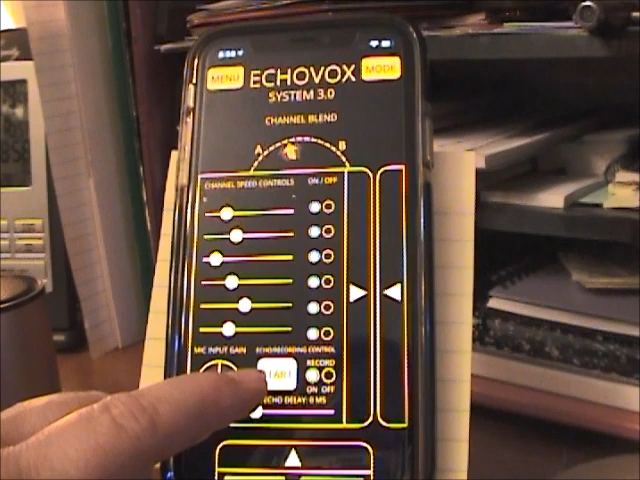 MENU
ECHOVOX
MODE
SYSTEM 3.0
CHANNEL BLEND
A B
CHANNEL SPEED CONTROLS ON / OFF
MIC INPUT GAIN ECHO/RECORDING CONTROL
RECORD
ON OFF
ECHO DELAY: 0 MS